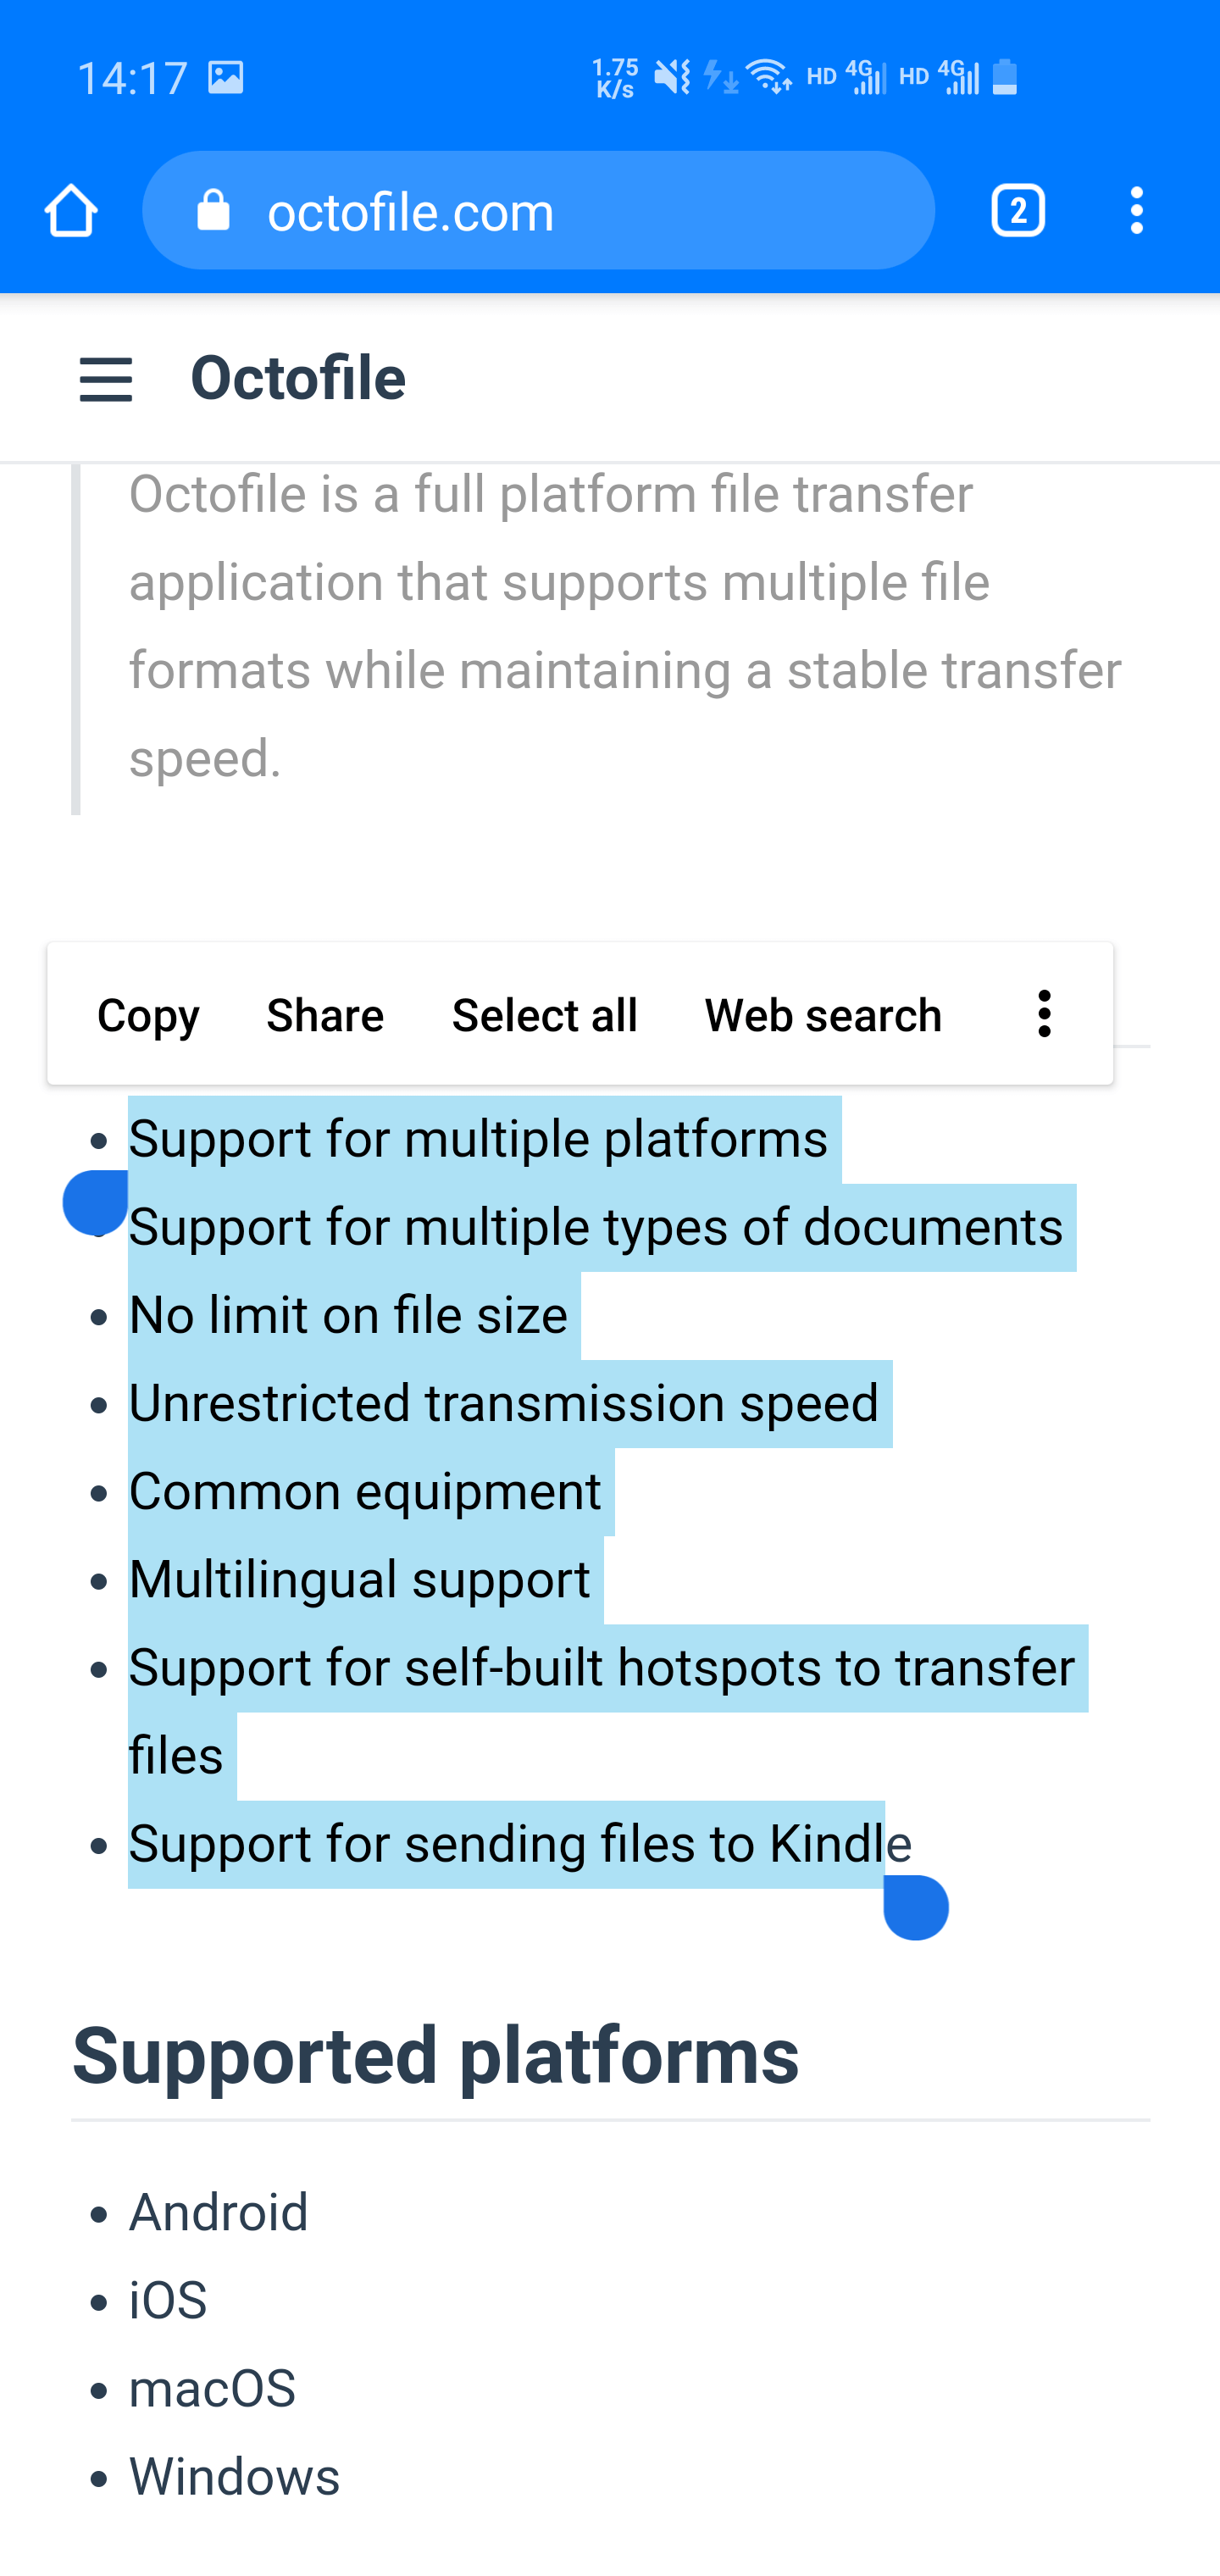 14:17
1.75
K/s
HD 4G HD 4G
octofile.com
2
Octofile
Octofile is a full platform file transfer
application that supports multiple file
formats while maintaining a stable transfer
speed.
Copy Share Select all Web search
Support for multiple platforms
Support for multiple types of documents
No limit on file size
Unrestricted transmission speed
Common equipment
Multilingual support
Support for self-built hotspots to transfer
files
Support for sending files to Kindle
Supported platforms
Android
iOS
macOS
Windows